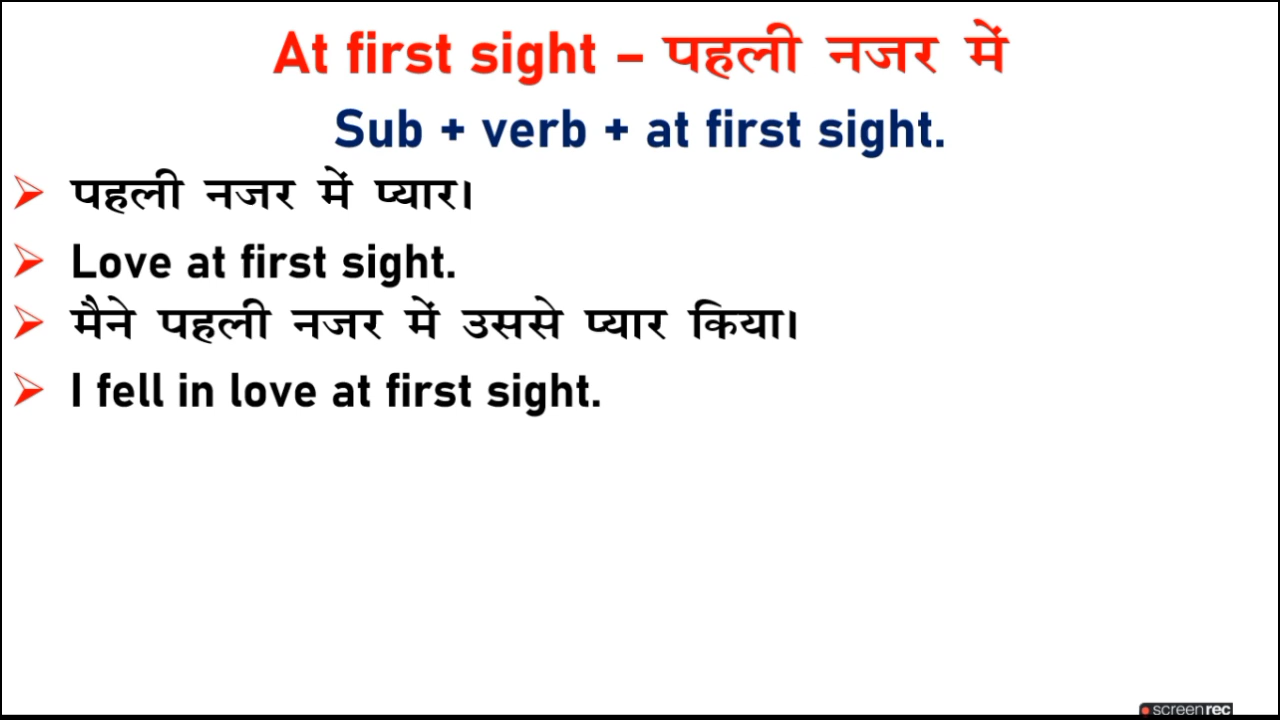 At first sight – पहली नजर में
Sub + verb + at first sight.
➢ पहली नजर में प्यार।
➢ Love at first sight.
➢ मैने पहली नजर में उससे प्यार किया।
➢ I fell in love at first sight.
screenrec